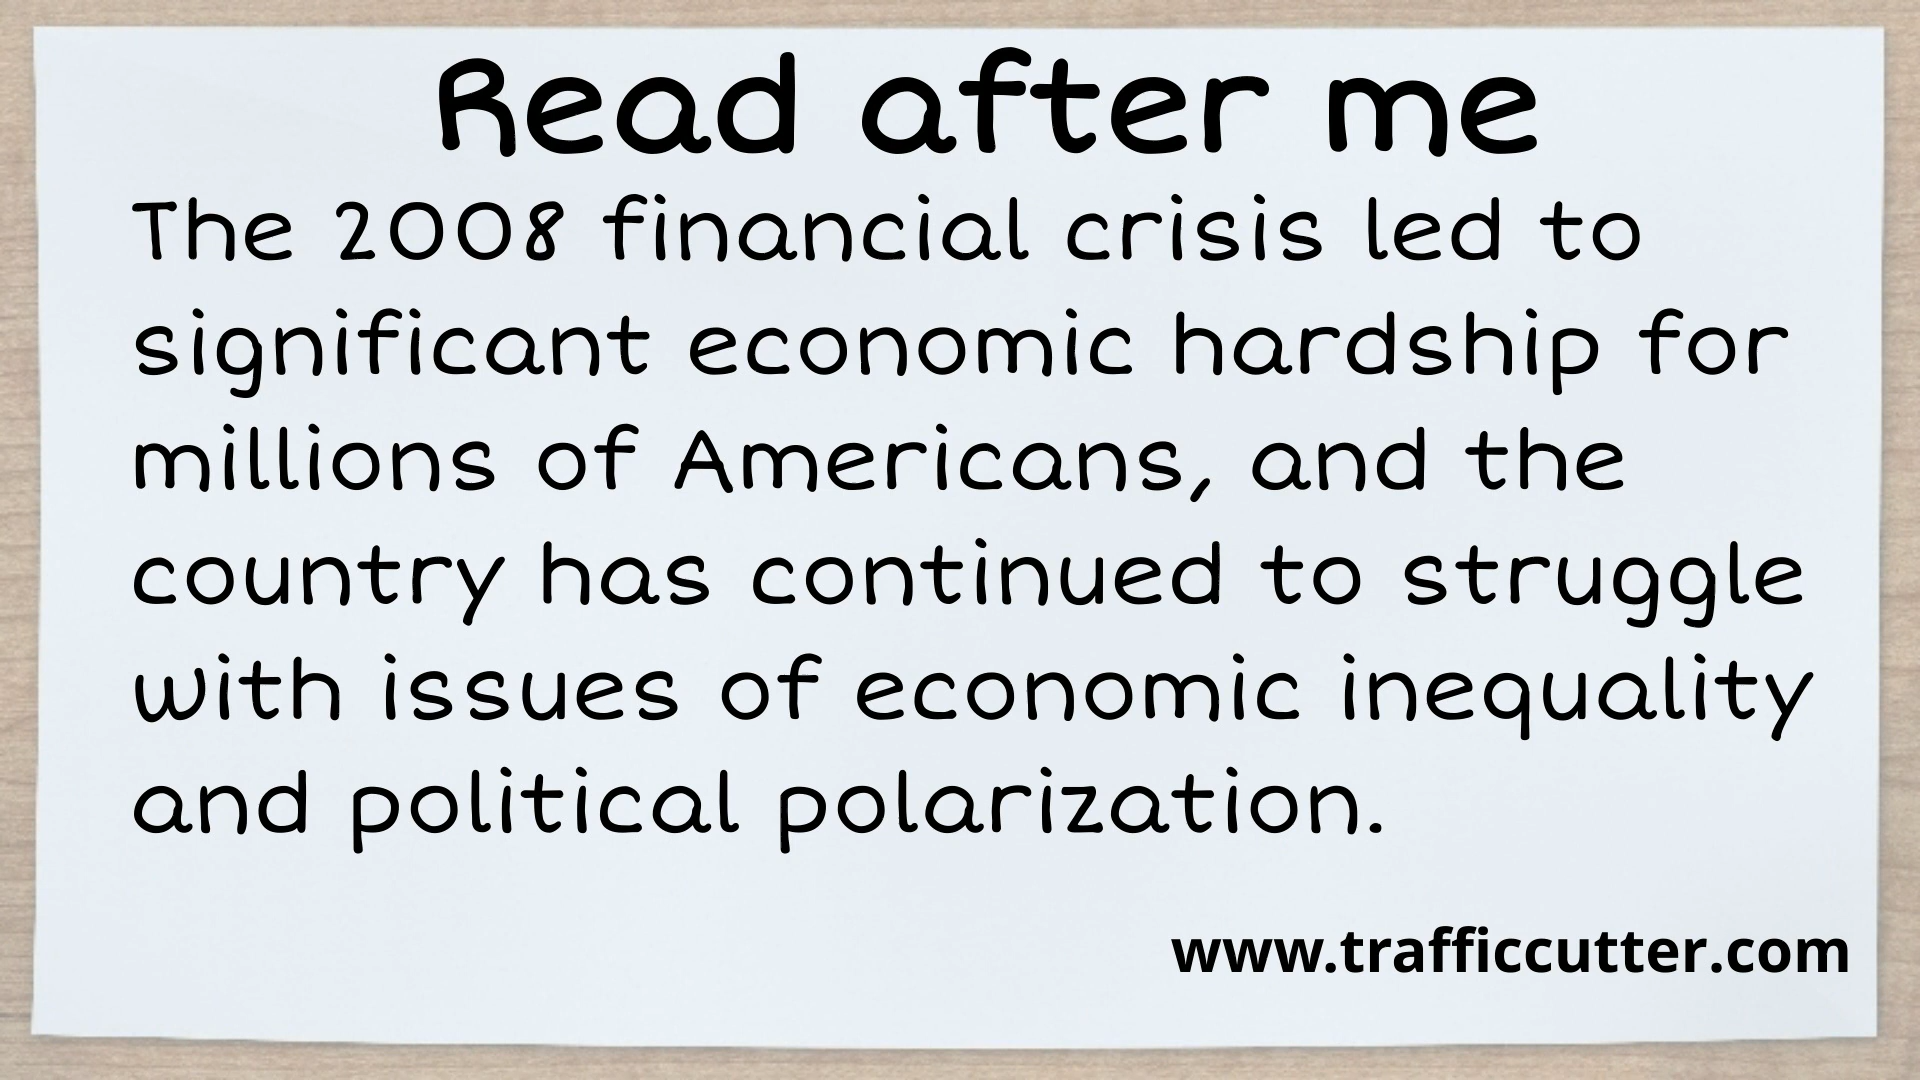 Read after me
The 2008 financial crisis led to
significant economic hardship for
millions of Americans, and the
country has continued to struggle
with issues of economic inequality
and political polarization.
www.trafficcutter.com